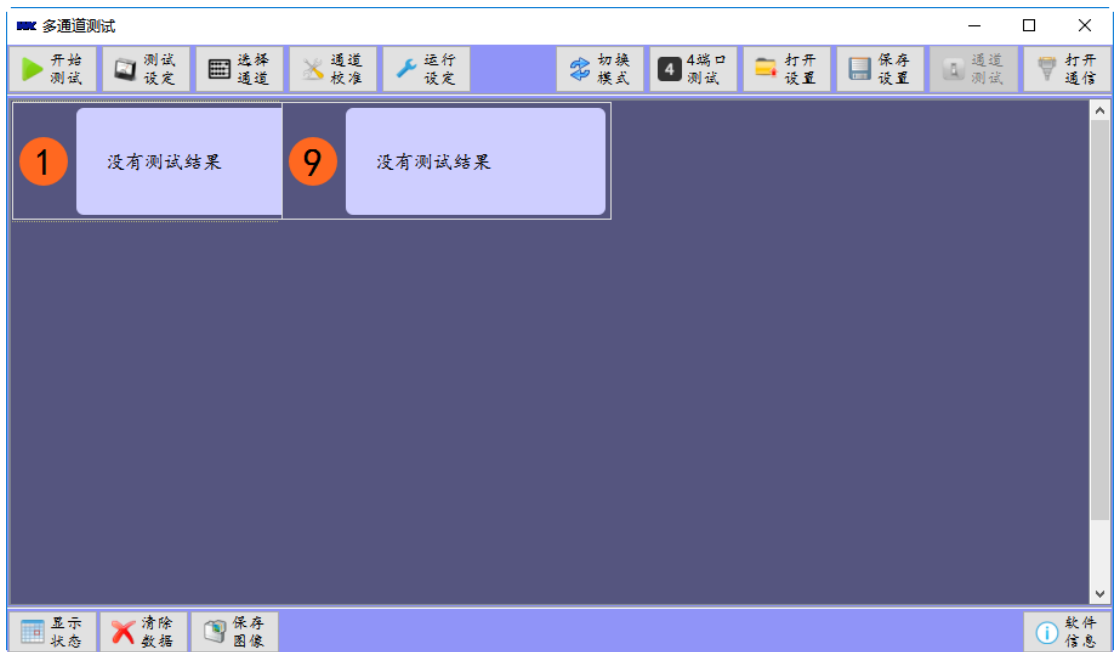 多通道测试
开始
测试
测试
设定
选择
通道
通道
校准
运行
设定
切换
模式
4
4端口
测试
打开
设置
保存
设置
通道
测试
打开
通信
1
没有测试结果
9
没有测试结果
显示
状态
清除
数据
保存
图像
软件
信息